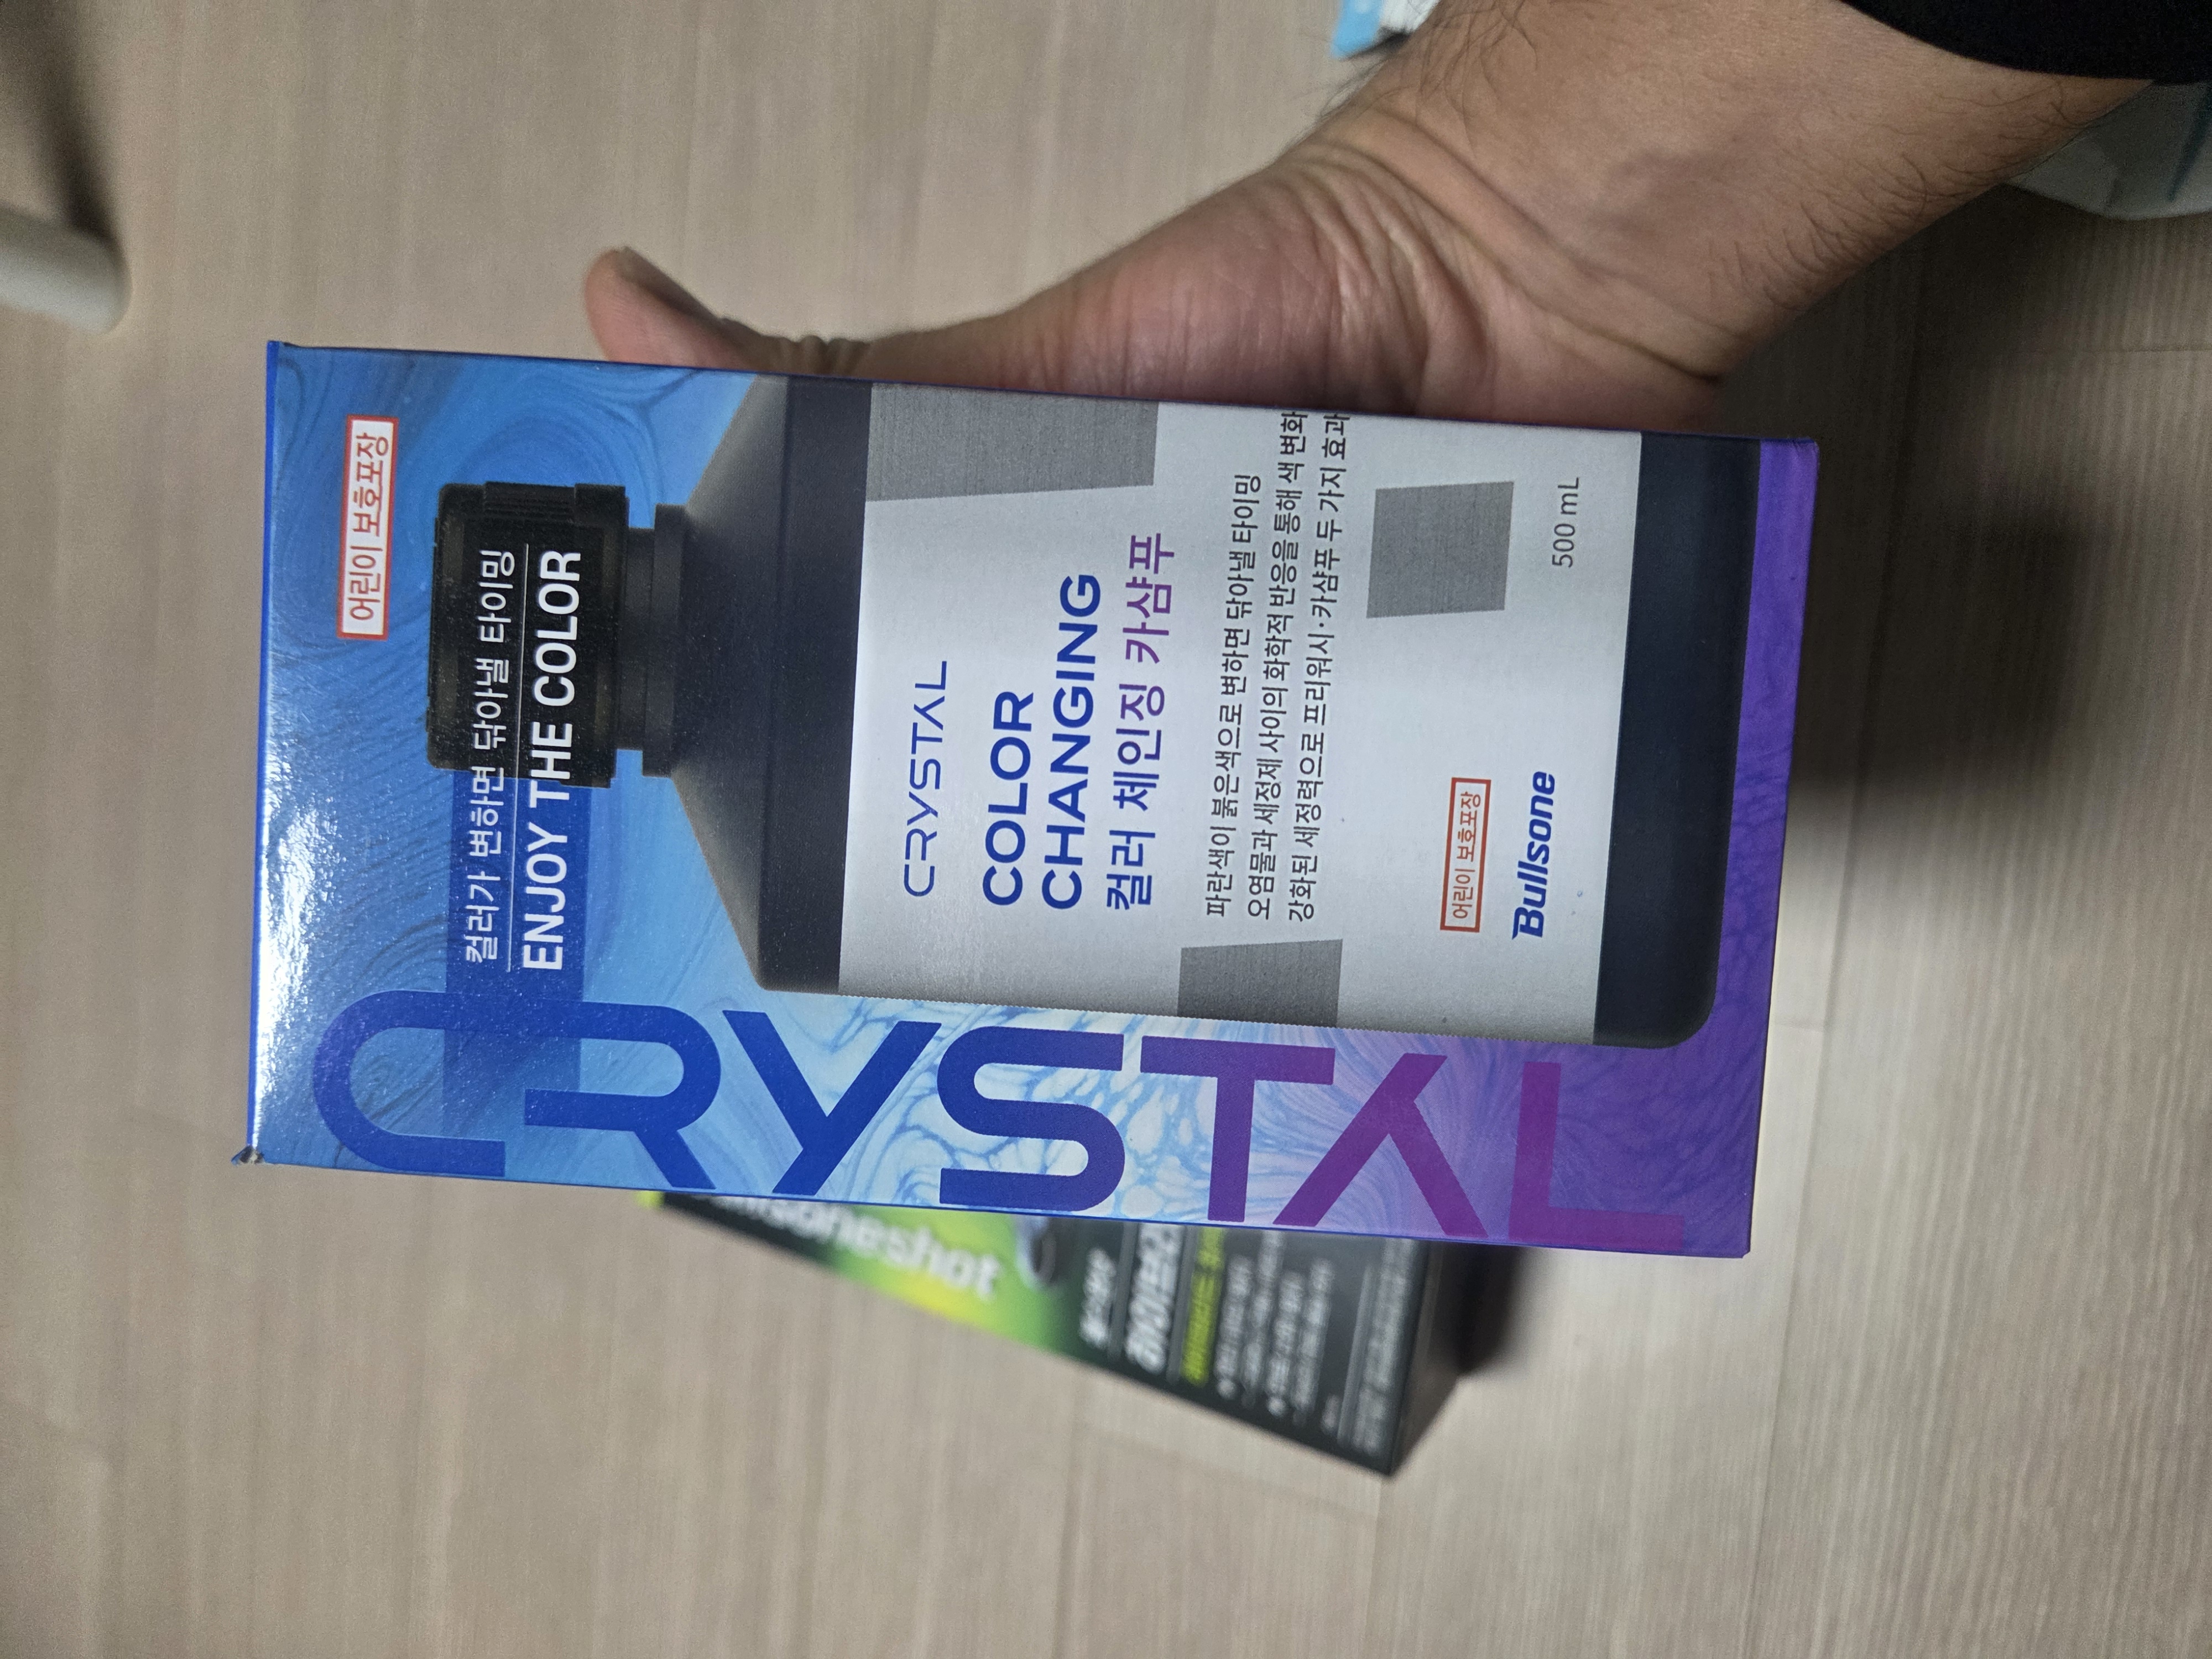 어린이 보호포장
컬러가 변하면 닦아낼 타이밍
ENJOY THE COLOR
CRYSTAL
CRYSTAL
COLOR
CHANGING
컬러 체인징 카샴푸
파란색이 붉은색으로 변하면 닦아낼 타이밍
오염물과 세정제 사이의 화학적 반응을 통해 색 변화
강화된 세정력으로 프리워시·카샴푸 두 가지 효과
어린이 보호포장
Bullsone
500 mL
불스원샷